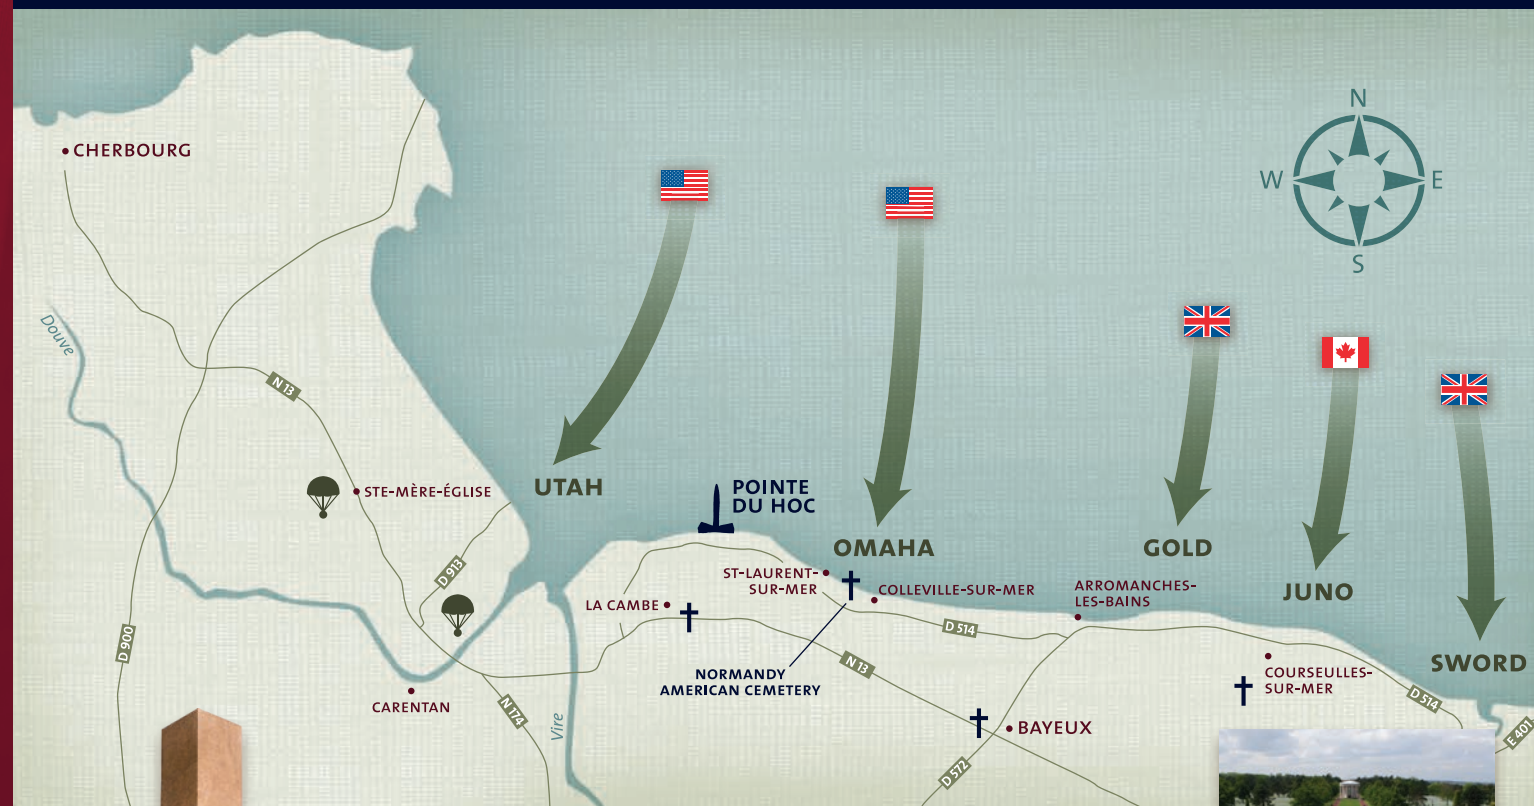 N
W
E
S
CHERBOURG
Douve
N 13
STE-MÈRE-ÉGLISE
UTAH
POINTE
DU HOC
OMAHA
GOLD
JUNO
SWORD
D 913
ST-LAURENT-
SUR-MER
COLLEVILLE-SUR-MER
ARROMANCHES-
LES-BAINS
LA CAMBE
D 514
D 900
NORMANDY
AMERICAN CEMETERY
N 13
COURSEULLES-
SUR-MER
D 514
CARENTAN
N 174
Vire
BAYEUX
E 401
D 572